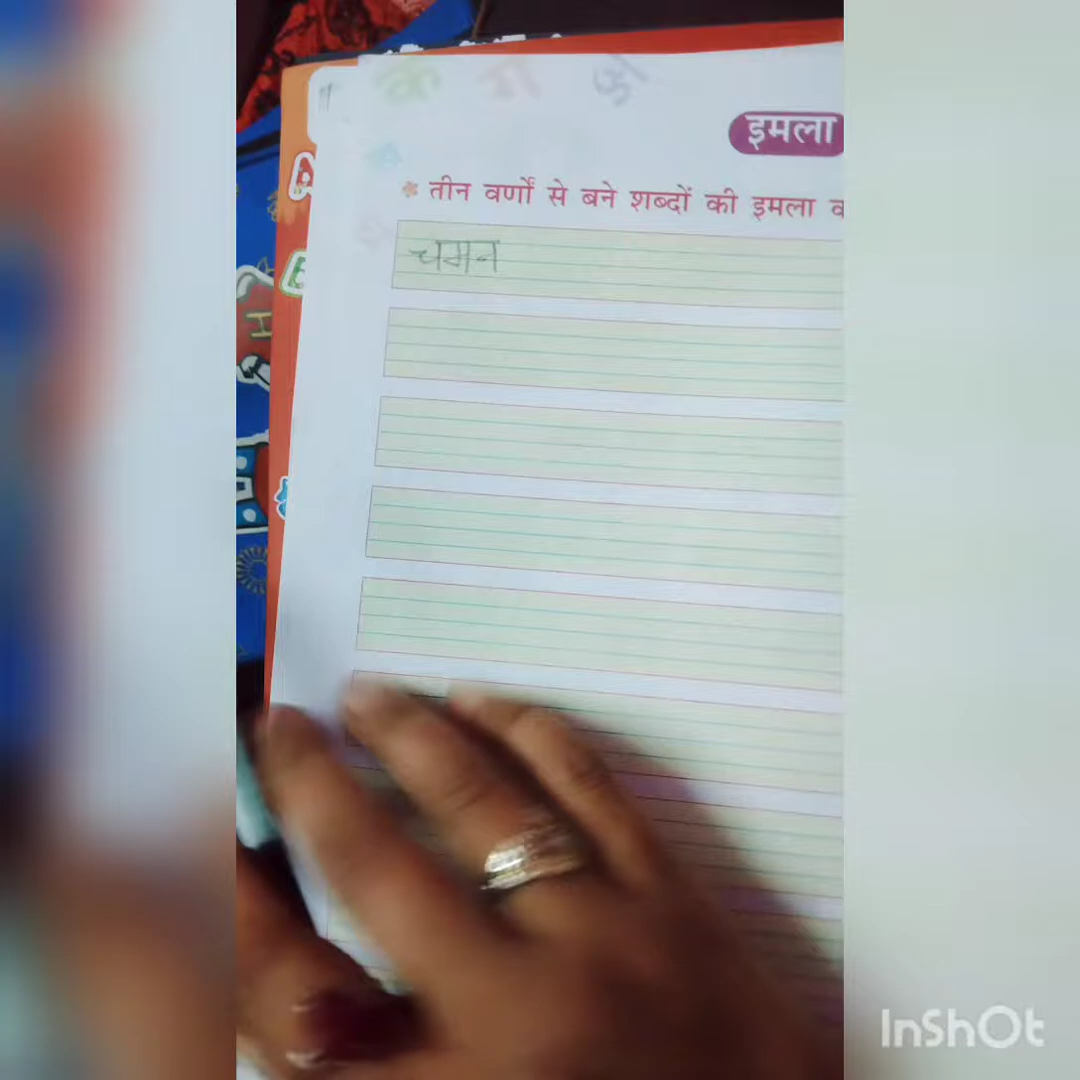 क ग अ
इमला
तीन वर्णों से बने शब्दों की इमला
चमन
InShOt